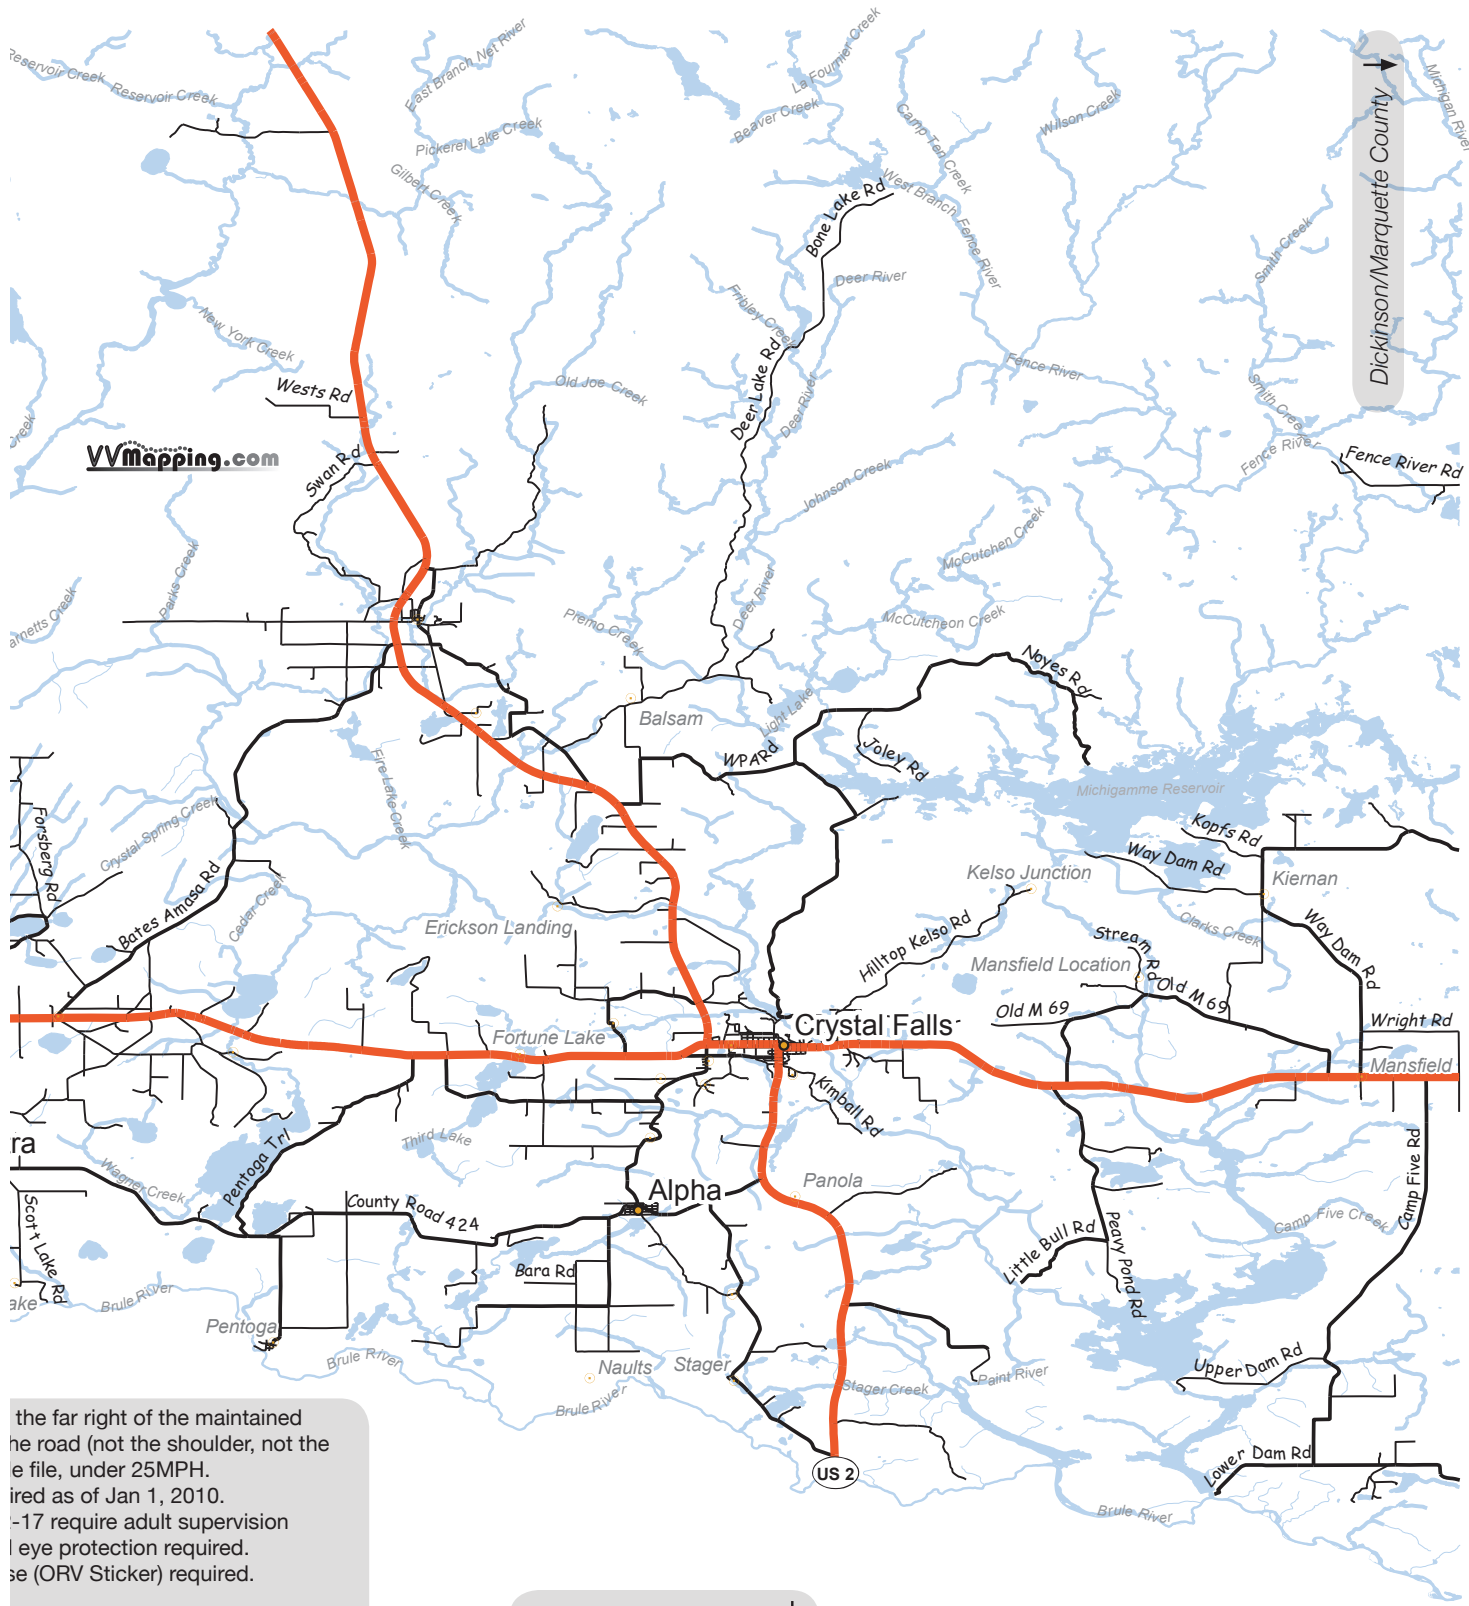 Reservoir Creek
Reservoir Creek
East Branch Net River
La Fournier Creek
Beaver Creek
Camp Ten Creek
Wilson Creek
Michigan River
Dickinson/Marquette County
Pickerel Lake Creek
Gilbert Creek
Bone Lake Rd
West Branch Fence River
Smith Creek
Deer River
Fribley Creek
New York Creek
Wests Rd
Old Joe Creek
Deer Lake Rd
Deer River
Fence River
Smith Creek
Fence River
Fence River Rd
Creek
VVMapping.com
Swan Rd
Johnson Creek
McCutchen Creek
Parks Creek
arnetts Creek
Premo Creek
Deer River
McCutcheon Creek
Noyes Rd
Balsam
Light Lake
WPA Rd
Joley Rd
Fire Lake Creek
Michigamme Reservoir
Crystal Spring Creek
Forsberg Rd
Kopfs Rd
Way Dam Rd
Kelso Junction
Kiernan
Bates Amasa Rd
Cedar Creek
Erickson Landing
Hilltop Kelso Rd
Clarks Creek
Way Dam Rd
Stream Rd
Mansfield Location
Old M 69
Old M 69
Wright Rd
Crystal Falls
Fortune Lake
Mansfield
Kimball Rd
Third Lake
ra
Pentoga Trl
Wagner Creek
Scott Lake Rd
County Road 424
Alpha
Panola
Camp Five Rd
Camp Five Creek
Peavy Pond Rd
Little Bull Rd
Bara Rd
ake
Brule River
Pentoga
Brule River
Naults
Stager
Brule River
Stager Creek
Paint River
Upper Dam Rd
Lower Dam Rd
US 2
Brule River
the far right of the maintained
he road (not the shoulder, not the
e file, under 25MPH.
ired as of Jan 1, 2010.
-17 require adult supervision
eye protection required.
se (ORV Sticker) required.